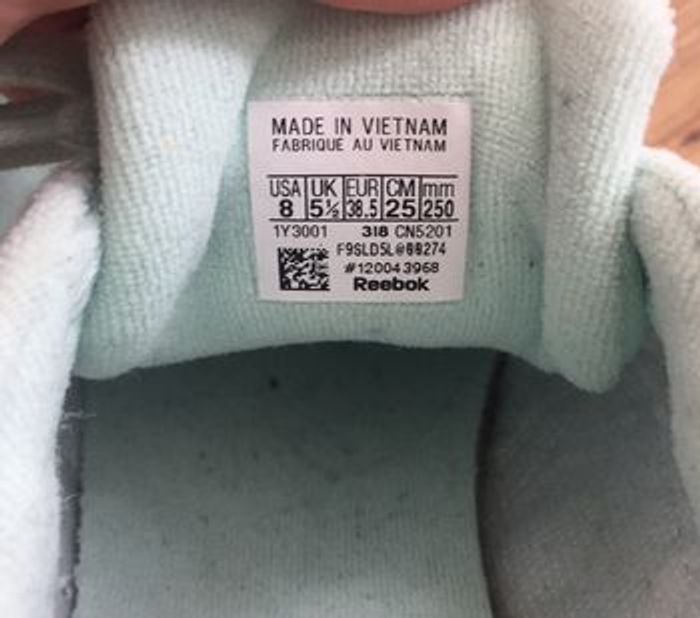 MADE IN VIETNAM
FABRIQUE AU VIETNAM
USA UK EUR CM mm
8 5½ 38.5 25 250
1Y3001 318 CN5201
F9SLD5L@66274
#120043968
Reebok